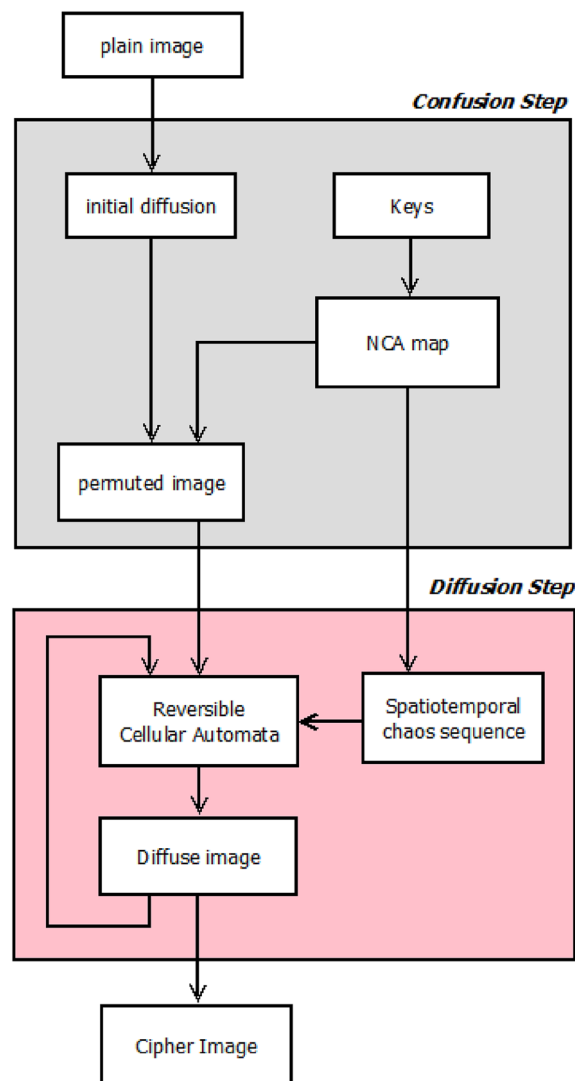 plain image
Confusion Step
initial diffusion
Keys
NCA map
permuted image
Diffusion Step
Reversible
Cellular Automata
Spatiotemporal
chaos sequence
Diffuse image
Cipher Image